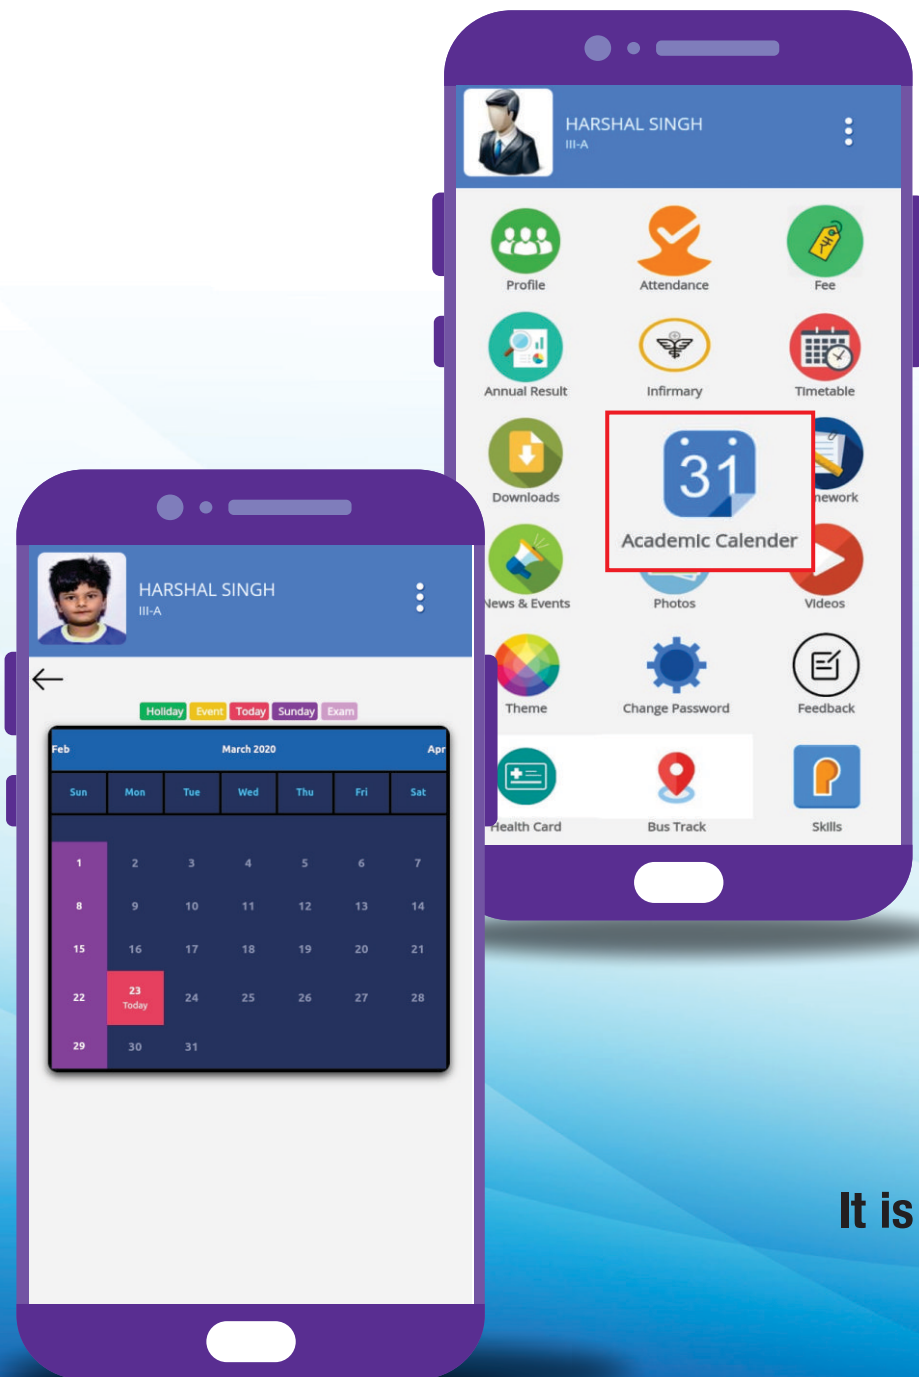 HARSHAL SINGH
III-A
Profile Attendance Fee
Annual Result Infirmary Timetable
31
Downloads nework
Academic Calender
News & Events Photos Videos
Theme Change Password Feedback
Health Card Bus Track Skills
HARSHAL SINGH
III-A
Holiday Event Today Sunday Exam
Feb March 2020 Apr
Sun Mon Tue Wed Thu Fri Sat
1 2 3 4 5 6 7
8 9 10 11 12 13 14
15 16 17 18 19 20 21
22 23 24 25 26 27 28
Today
29 30 31
It is